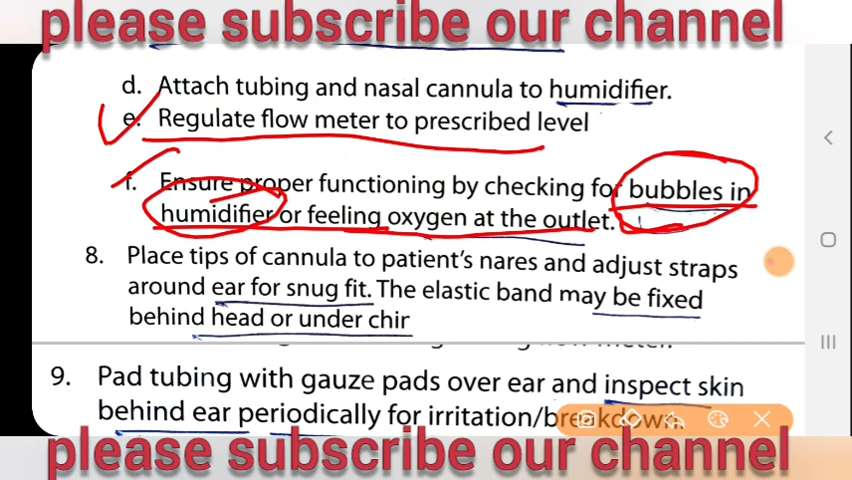 please subscribe our channel
d. Attach tubing and nasal cannula to humidifier.
e. Regulate flow meter to prescribed level
f. Ensure proper functioning by checking for bubbles in
humidifier or feeling oxygen at the outlet.
8. Place tips of cannula to patient's nares and adjust straps
around ear for snug fit. The elastic band may be fixed
behind head or under chir
9. Pad tubing with gauze pads over ear and inspect skin
behind ear periodically for irritation/breakdown.
please subscribe our channel